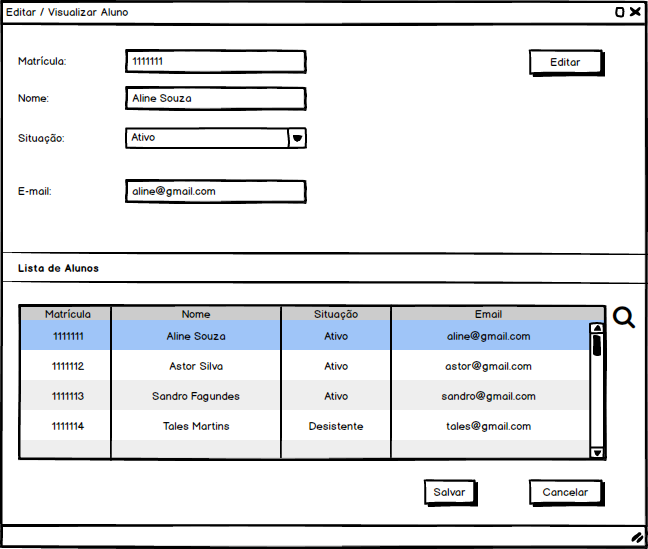 Editar / Visualizar Aluno
Matrícula: 1111111 Editar
Nome: Aline Souza
Situação: Ativo
E-mail: aline@gmail.com
Lista de Alunos
Matrícula Nome Situação Email
1111111 Aline Souza Ativo aline@gmail.com
1111112 Astor Silva Ativo astor@gmail.com
1111113 Sandro Fagundes Ativo sandro@gmail.com
1111114 Tales Martins Desistente tales@gmail.com
Salvar Cancelar